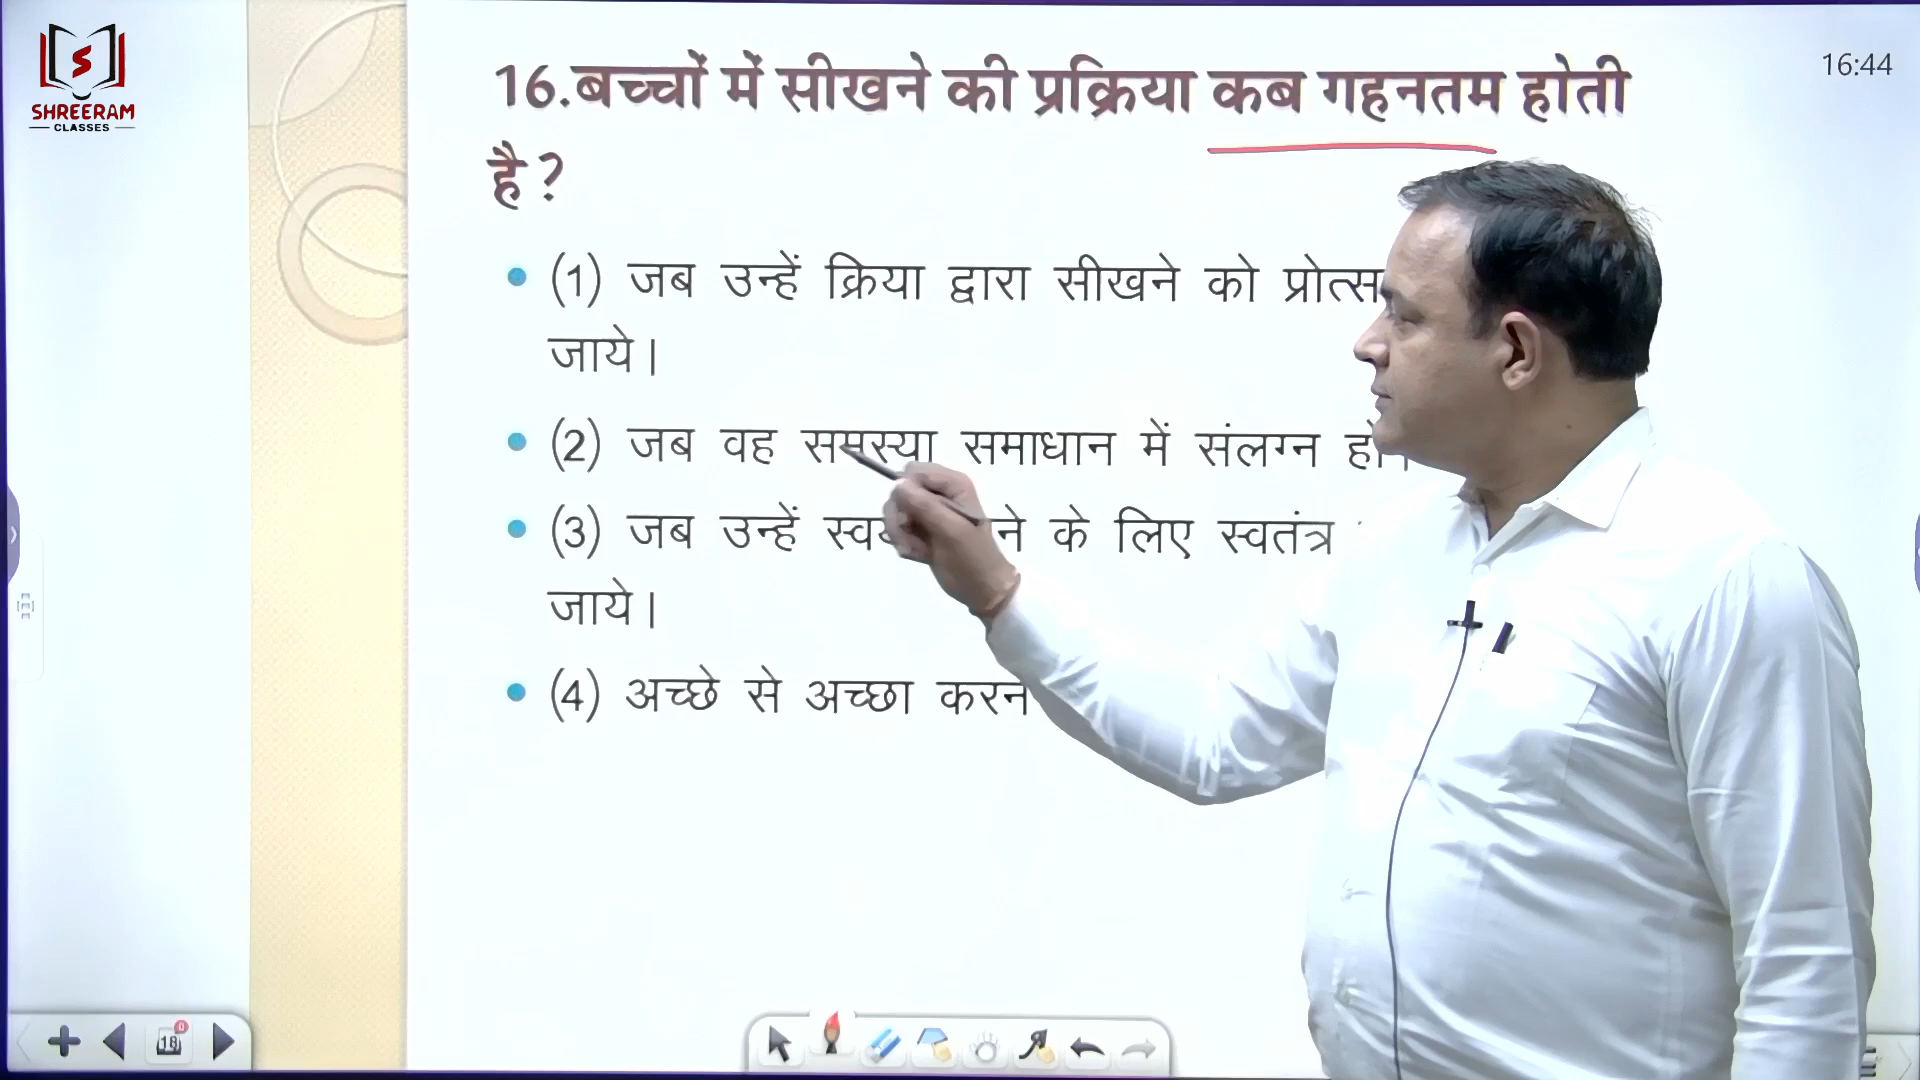 SHREERAM
CLASSES
16:44
16.बच्चों में सीखने की प्रक्रिया कब गहनतम होती
है ?
(1) जब उन्हें क्रिया द्वारा सीखने को
जाये।
(2) जब वह समस्या समाधान में संलग्न
(3) जब उन्हें के लिए स्वतंत्र
जाये।
(4) अच्छे से अच्छा
18
0